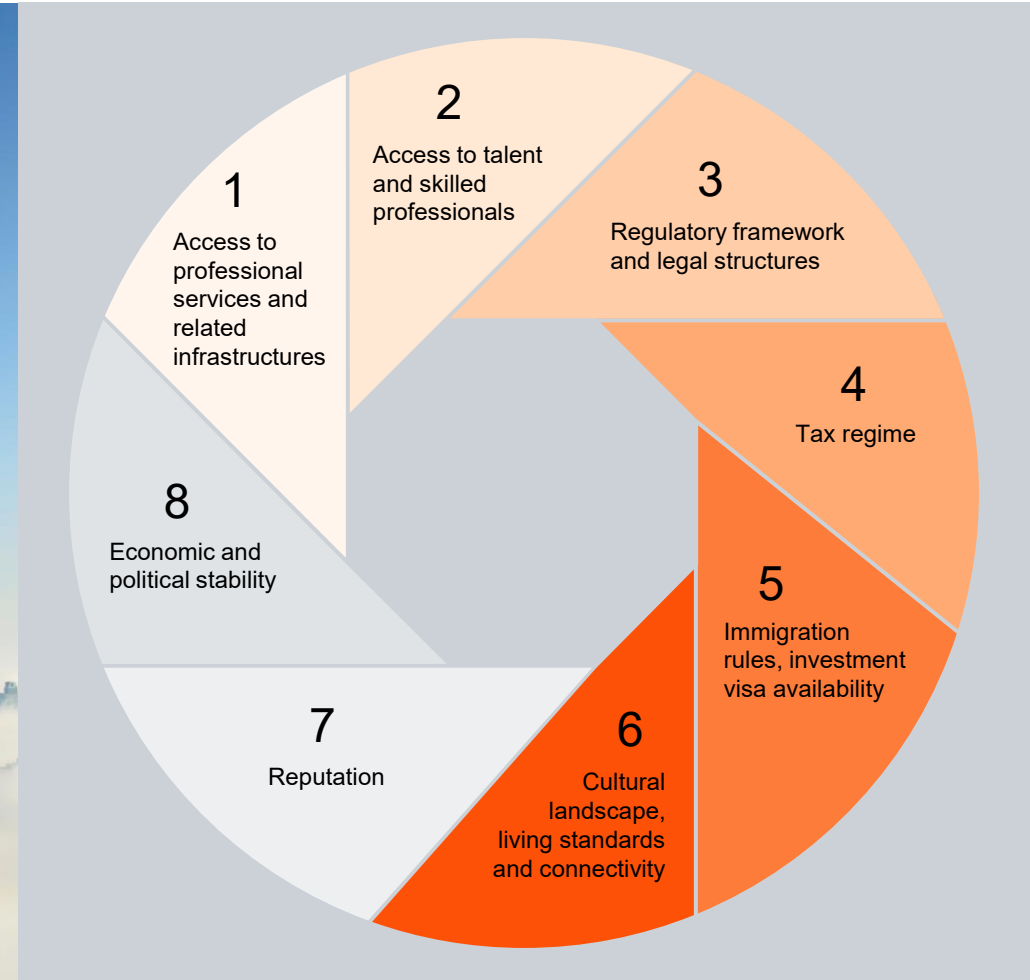 1
Access to
professional
services and
related
infrastructures
2
Access to talent
and skilled
professionals
3
Regulatory framework
and legal structures
4
Tax regime
5
Immigration
rules, investment
visa availability
6
Cultural
landscape,
living standards
and connectivity
7
Reputation
8
Economic and
political stability